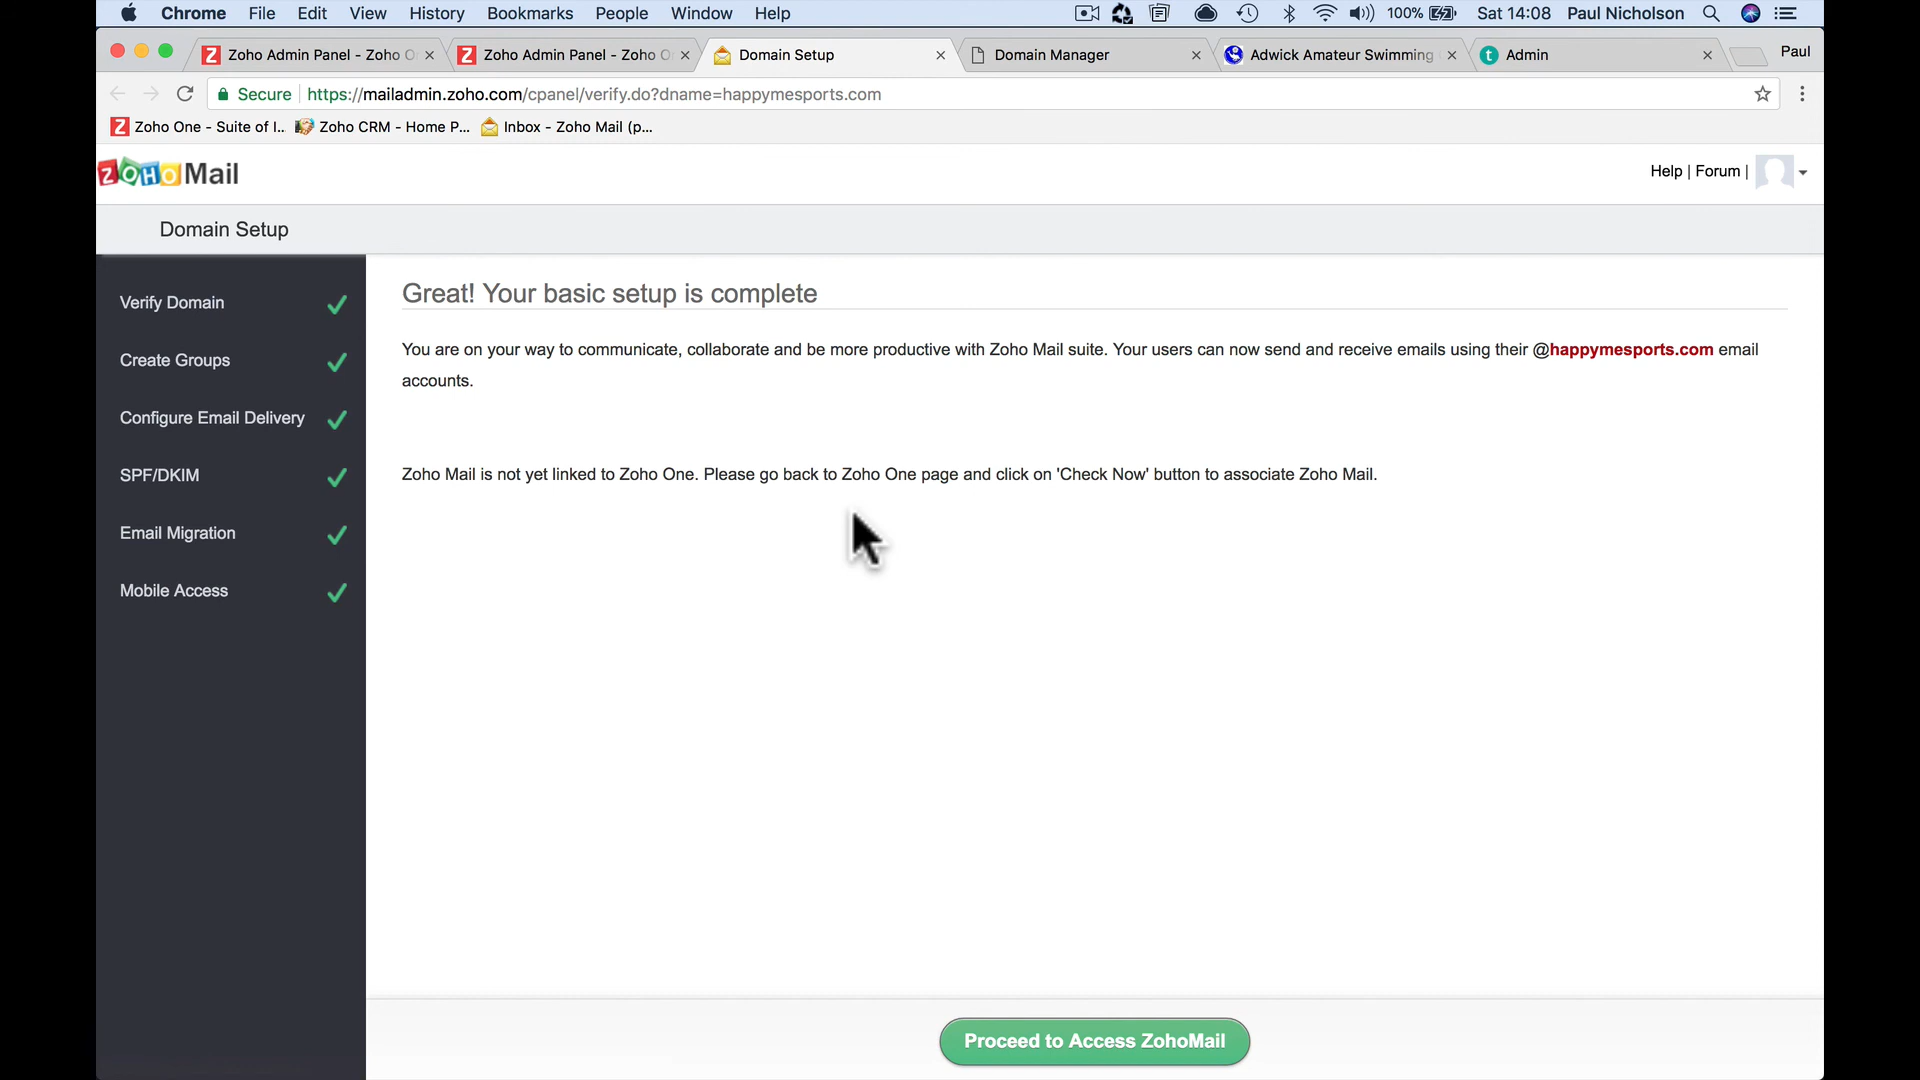 Chrome File Edit View History Bookmarks People Window Help 100% Sat 14:08 Paul Nicholson
Zoho Admin Panel - Zoho O Zoho Admin Panel - Zoho O Domain Setup Domain Manager Adwick Amateur Swimming Admin Paul
Secure https://mailadmin.zoho.com/cpanel/verify.do?dname=happymesports.com
Zoho One - Suite of I... Zoho CRM - Home P... Inbox - Zoho Mail (p...
ZOHO Mail Help | Forum |
Domain Setup
Verify Domain
Create Groups
Configure Email Delivery
SPF/DKIM
Email Migration
Mobile Access
Great! Your basic setup is complete
You are on your way to communicate, collaborate and be more productive with Zoho Mail suite. Your users can now send and receive emails using their @happymesports.com email
accounts.
Zoho Mail is not yet linked to Zoho One. Please go back to Zoho One page and click on 'Check Now' button to associate Zoho Mail.
Proceed to Access ZohoMail